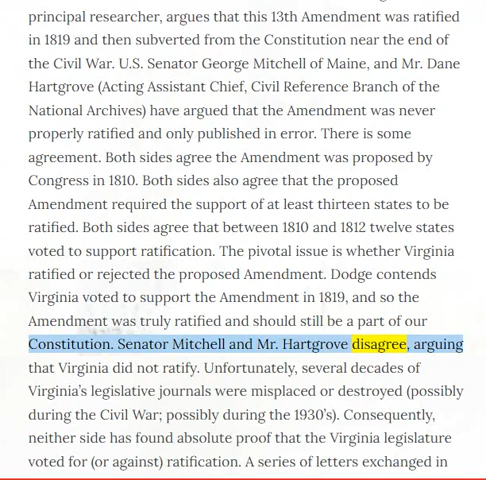 principal researcher, argues that this 13th Amendment was ratified
in 1819 and then subverted from the Constitution near the end of
the Civil War. U.S. Senator George Mitchell of Maine, and Mr. Dane
Hartgrove (Acting Assistant Chief, Civil Reference Branch of the
National Archives) have argued that the Amendment was never
properly ratified and only published in error. There is some
agreement. Both sides agree the Amendment was proposed by
Congress in 1810. Both sides also agree that the proposed
Amendment required the support of at least thirteen states to be
ratified. Both sides agree that between 1810 and 1812 twelve states
voted to support ratification. The pivotal issue is whether Virginia
ratified or rejected the proposed Amendment. Dodge contends
Virginia voted to support the Amendment in 1819, and so the
Amendment was truly ratified and should still be a part of our
Constitution. Senator Mitchell and Mr. Hartgrove disagree, arguing
that Virginia did not ratify. Unfortunately, several decades of
Virginia’s legislative journals were misplaced or destroyed (possibly
during the Civil War; possibly during the 1930’s). Consequently,
neither side has found absolute proof that the Virginia legislature
voted for (or against) ratification. A series of letters exchanged in